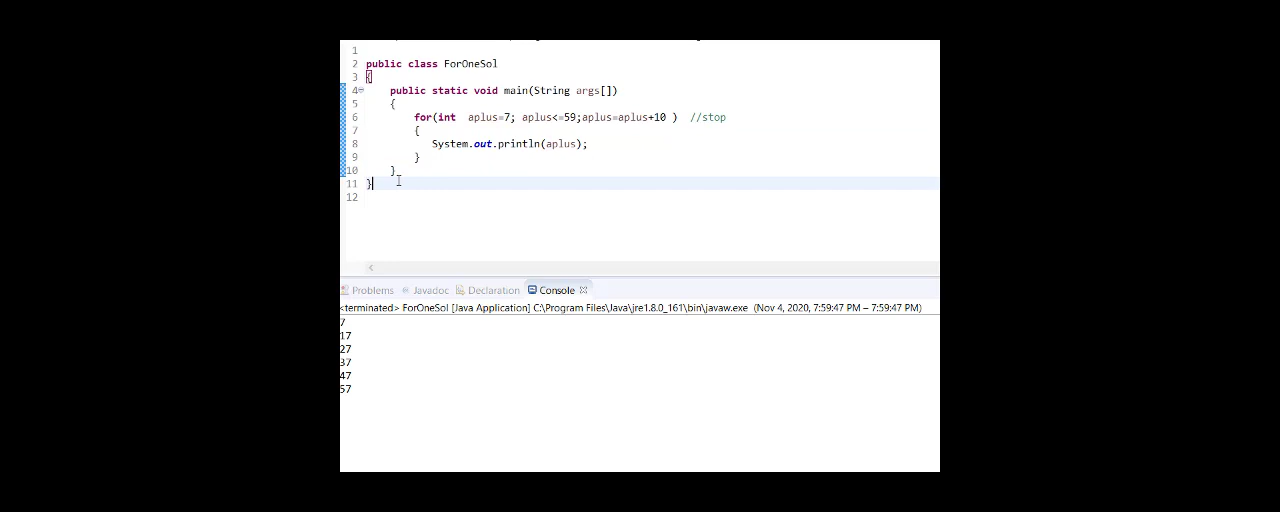 1
2 public class ForOneSol
3 {
4 public static void main(String args[])
5 {
6 for(int aplus=7; aplus<=59;aplus=aplus+10 ) //stop
7 {
8 System.out.println(aplus);
9 }
10 }
11 }
12
Problems Javadoc Declaration Console
<terminated> ForOneSol [Java Application] C:\Program Files\Java\jre1.8.0_161\bin\javaw.exe (Nov 4, 2020, 7:59:47 PM – 7:59:47 PM)
7
17
27
37
47
57